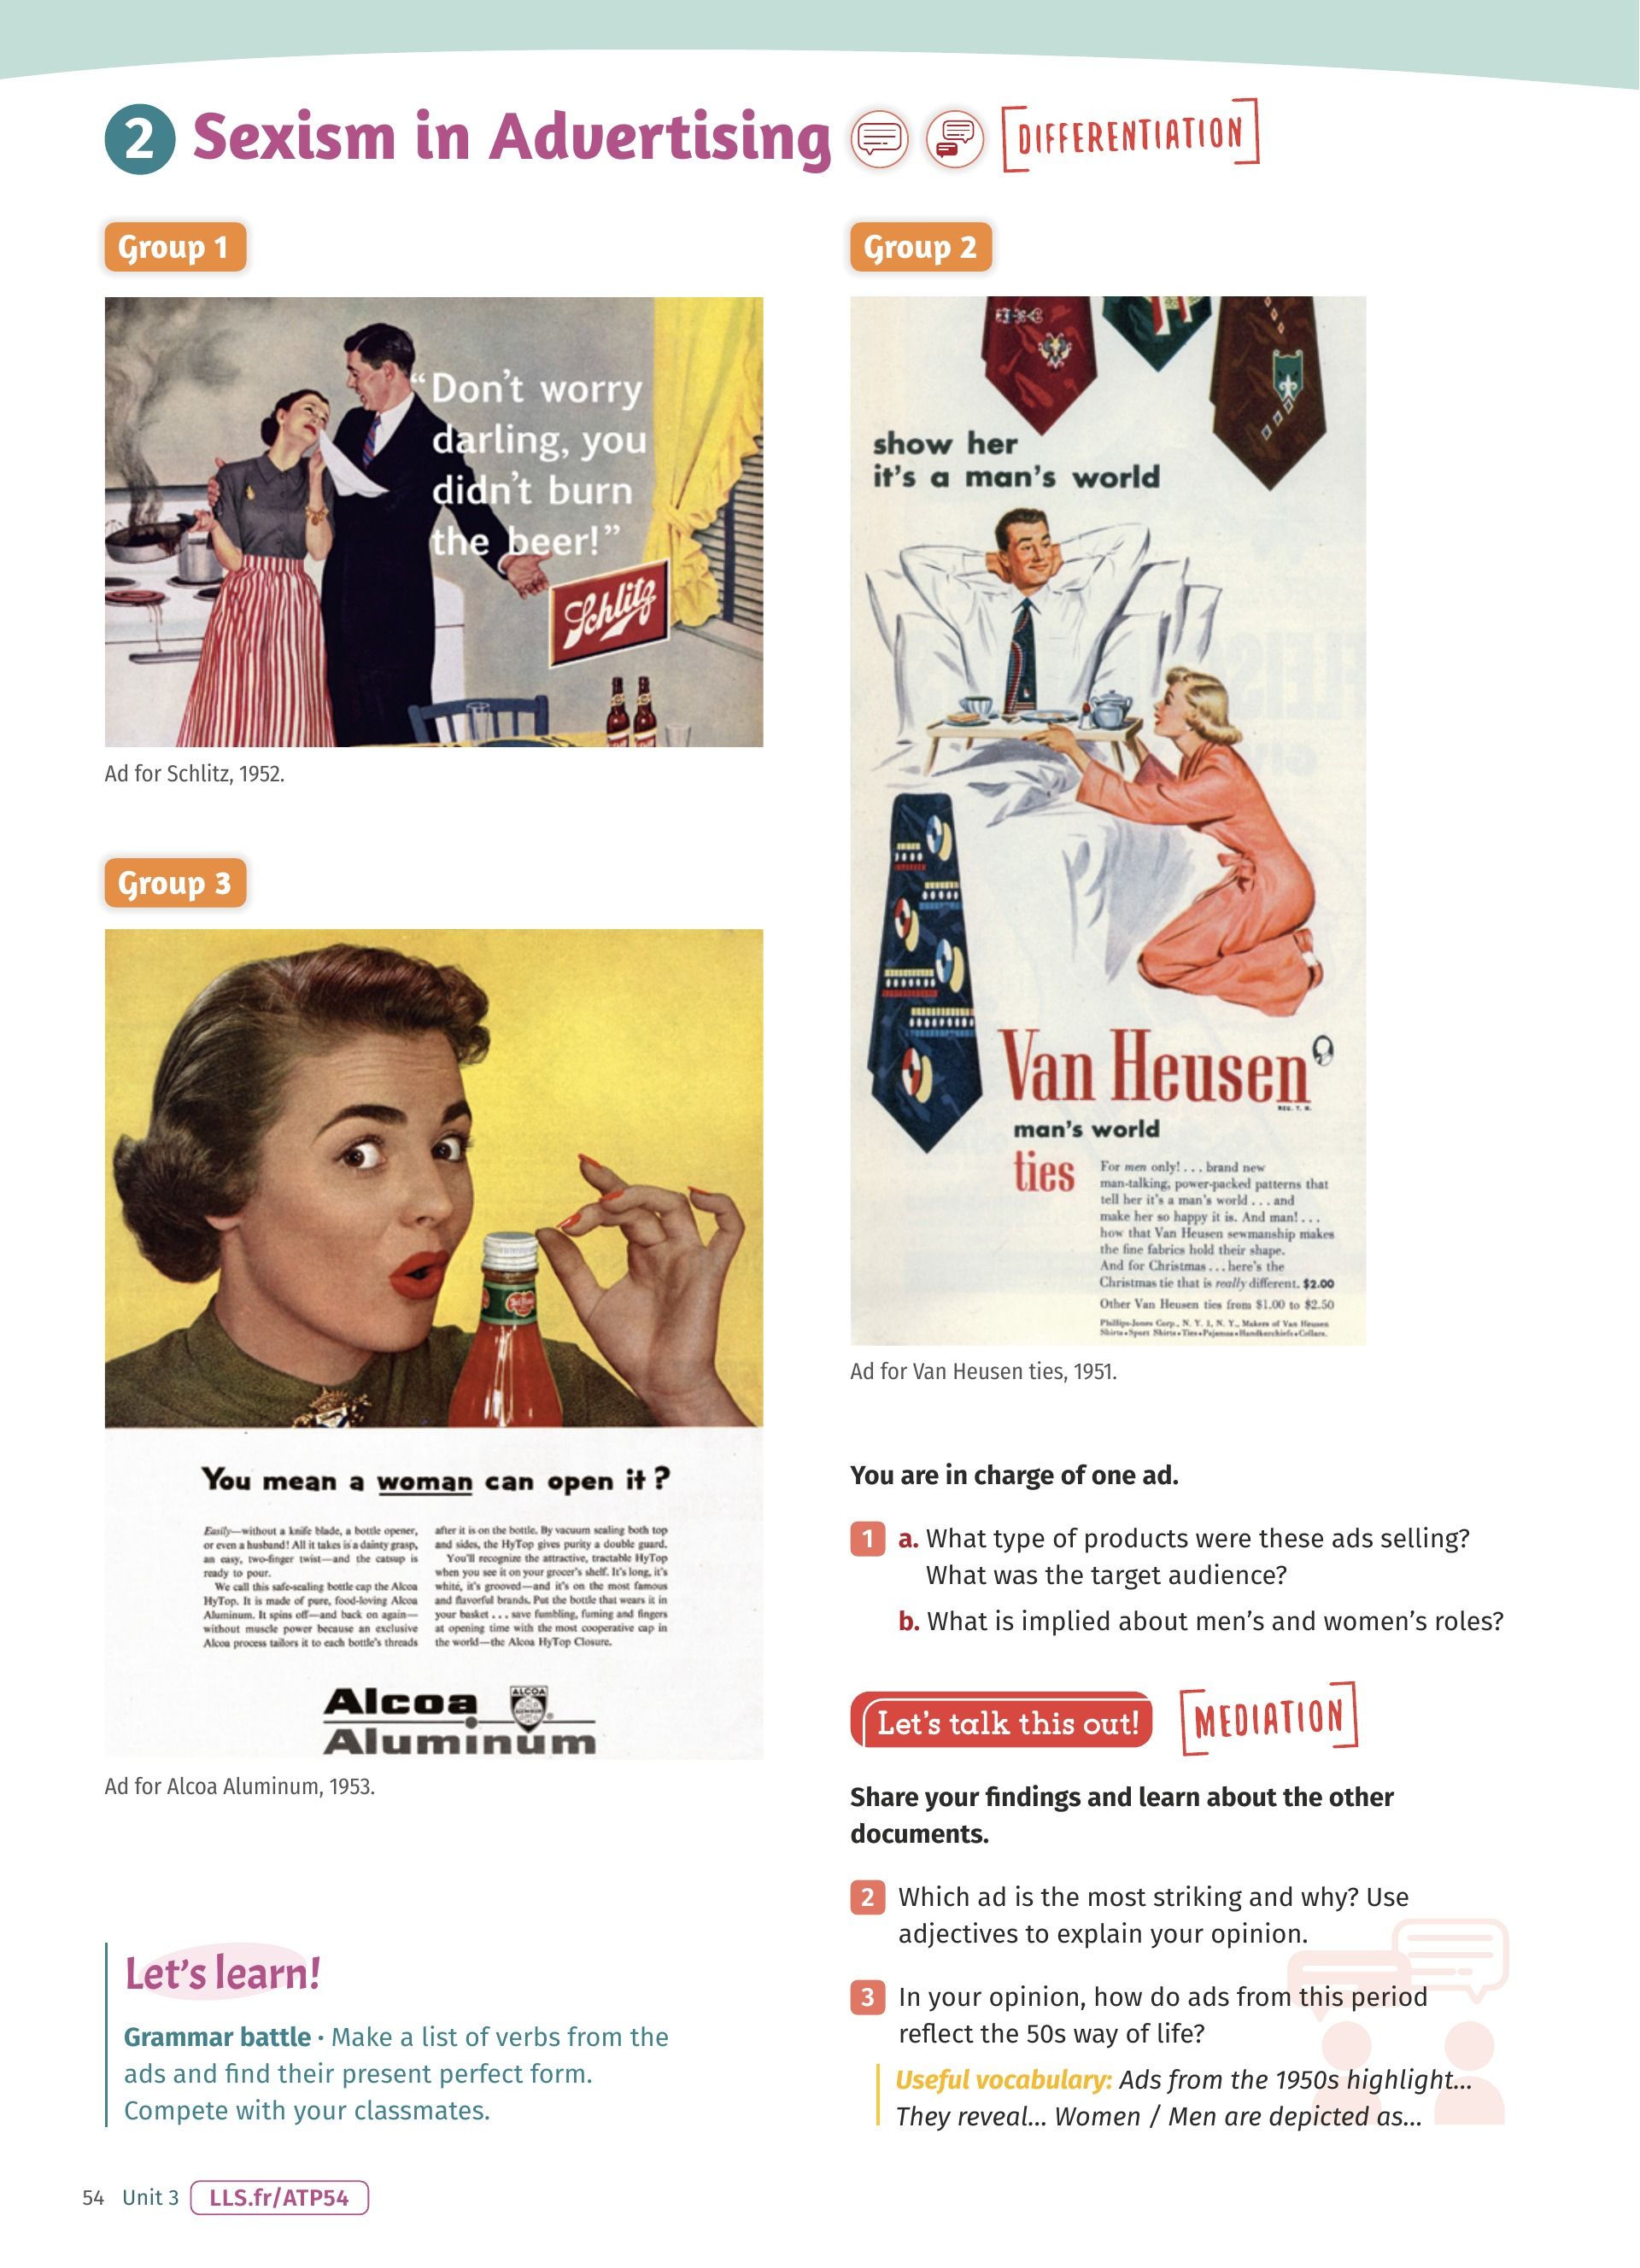 2 Sexism in Advertising
[DIFFERENTIATION]
Group 1
“Don't worry
darling, you
didn't burn
the beer!”
Schlitz
Ad for Schlitz, 1952.
Group 2
show her
it's a man's world
Van Heusen
REG. T. M.
man's world
ties
For men only! . . . brand new
man-talking, power-packed patterns that
tell her it's a man's world . . . and
make her so happy it is. And man! . . .
how that Van Heusen sewmanship makes
the fine fabrics hold their shape.
And for Christmas . . . here's the
Christmas tie that is really different. $2.00
Other Van Heusen ties from $1.00 to $2.50
Phillips-Jones Corp., N. Y. 1, N. Y., Makers of Van Heusen
Shirts • Sport Shirts • Ties • Pajamas • Handkerchiefs • Collars.
Ad for Van Heusen ties, 1951.
Group 3
Del Monte
You mean a woman can open it ?
Easily—without a knife blade, a bottle opener,
or even a husband! All it takes is a dainty grasp,
an easy, two-finger twist—and the catsup is
ready to pour.
We call this safe-sealing bottle cap the Alcoa
HyTop. It is made of pure, food-loving Alcoa
Aluminum. It spins off—and back on again—
without muscle power because an exclusive
Alcoa process tailors it to each bottle's threads
after it is on the bottle. By vacuum sealing both top
and sides, the HyTop gives purity a double guard.
You'll recognize the attractive, tractable HyTop
when you see it on your grocer's shelf. It's long, it's
white, it's grooved—and it's on the most famous
and flavorful brands. Put the bottle that wears it in
your basket . . . save fumbling, fuming and fingers
at opening time with the most cooperative cap in
the world—the Alcoa HyTop Closure.
ALCOA
Alcoa
Aluminum
Ad for Alcoa Aluminum, 1953.
You are in charge of one ad.
1 a. What type of products were these ads selling?
What was the target audience?
b. What is implied about men’s and women’s roles?
Let’s talk this out! [MEDIATION]
Share your findings and learn about the other
documents.
2 Which ad is the most striking and why? Use
adjectives to explain your opinion.
3 In your opinion, how do ads from this period
reflect the 50s way of life?
Useful vocabulary: Ads from the 1950s highlight...
They reveal... Women / Men are depicted as...
Let’s learn!
Grammar battle · Make a list of verbs from the
ads and find their present perfect form.
Compete with your classmates.
54 Unit 3 LLS.fr/ATP54